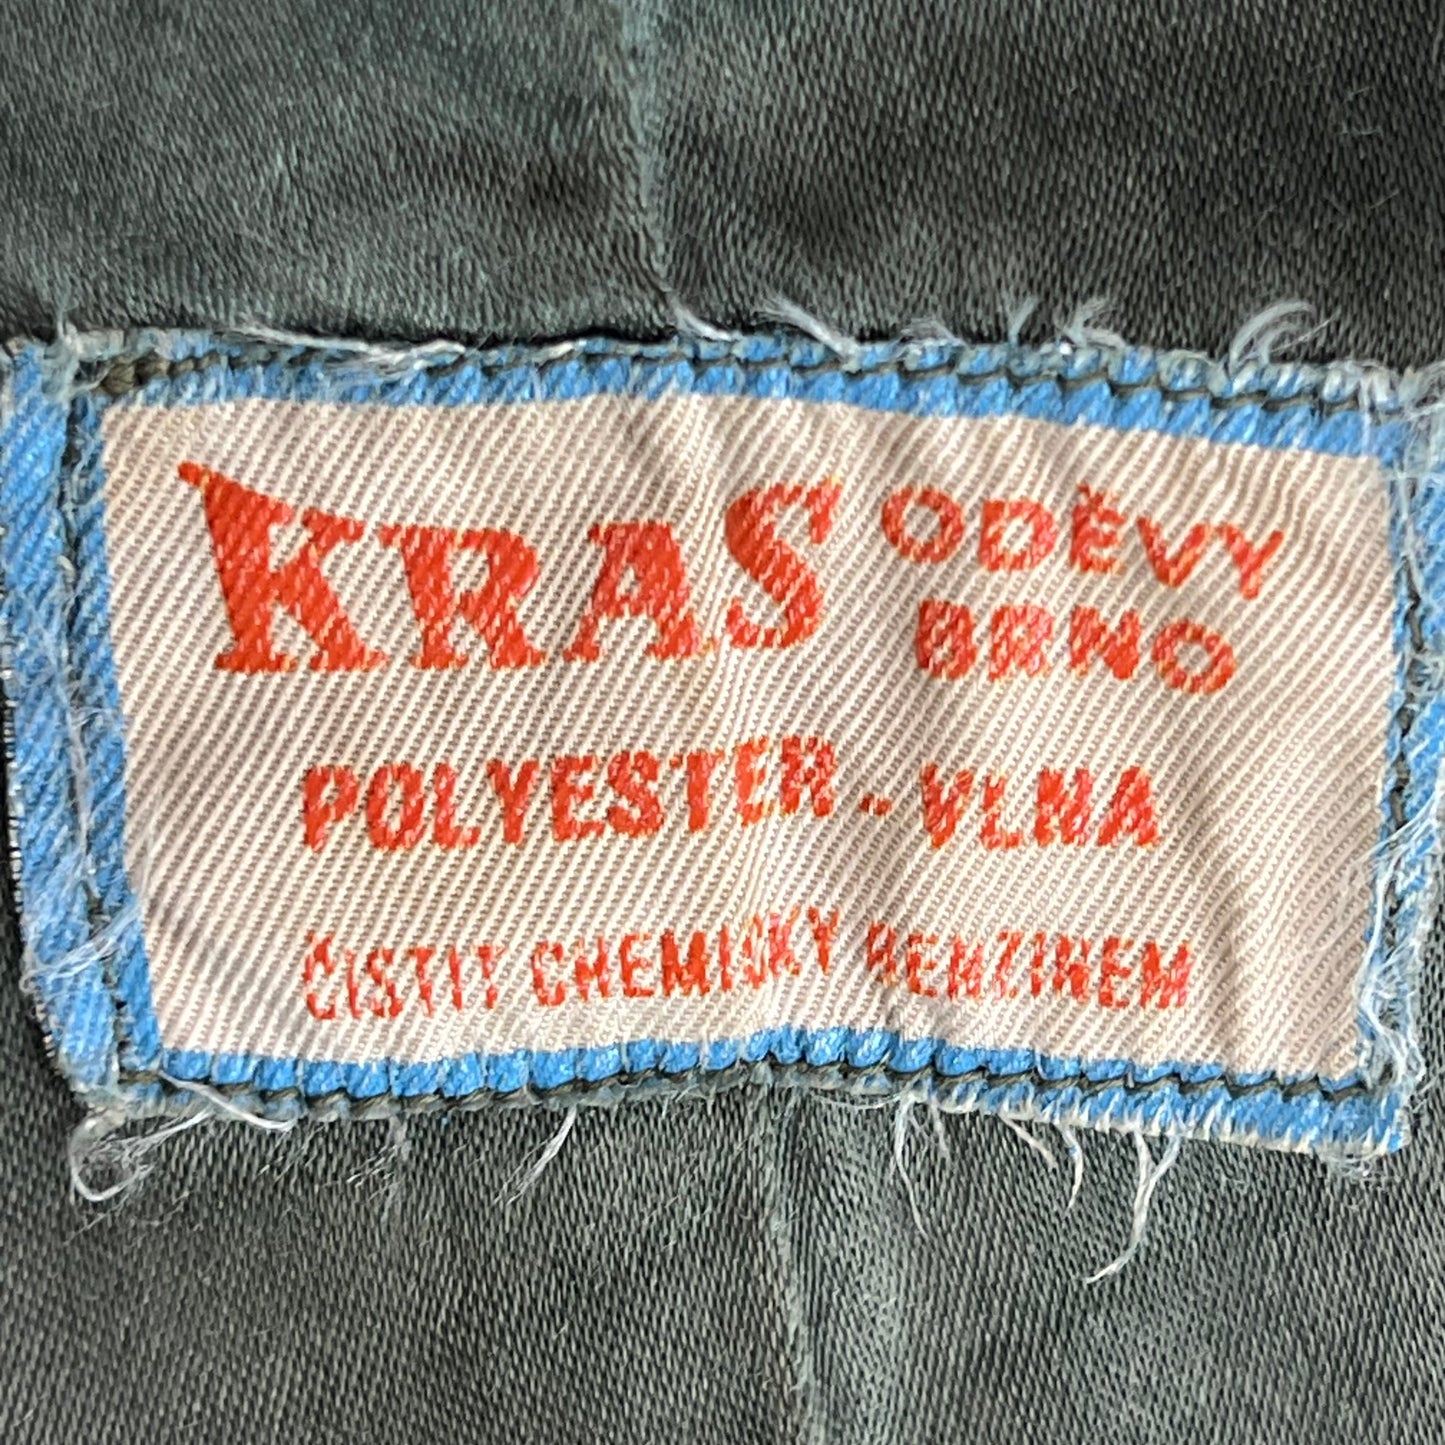 KRAS ODĚVY
BRNO
POLYESTER - VLNA
ČISTIT CHEMICKY BENZINEM